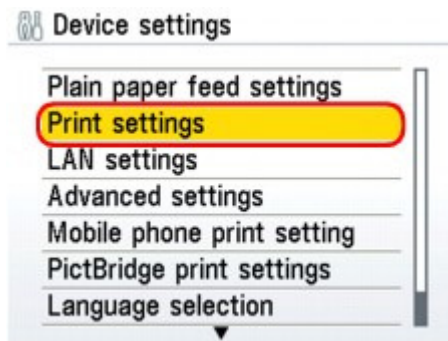 Device settings
Plain paper feed settings
Print settings
LAN settings
Advanced settings
Mobile phone print setting
PictBridge print settings
Language selection